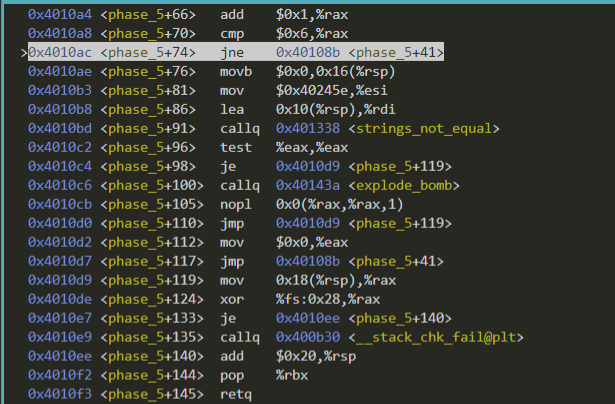 0x4010a4 <phase_5+66> add $0x1,%rax
0x4010a8 <phase_5+70> cmp $0x6,%rax
>0x4010ac <phase_5+74> jne 0x40108b <phase_5+41>
0x4010ae <phase_5+76> movb $0x0,0x16(%rsp)
0x4010b3 <phase_5+81> mov $0x40245e,%esi
0x4010b8 <phase_5+86> lea 0x10(%rsp),%rdi
0x4010bd <phase_5+91> callq 0x401338 <strings_not_equal>
0x4010c2 <phase_5+96> test %eax,%eax
0x4010c4 <phase_5+98> je 0x4010d9 <phase_5+119>
0x4010c6 <phase_5+100> callq 0x40143a <explode_bomb>
0x4010cb <phase_5+105> nopl 0x0(%rax,%rax,1)
0x4010d0 <phase_5+110> jmp 0x4010d9 <phase_5+119>
0x4010d2 <phase_5+112> mov $0x0,%eax
0x4010d7 <phase_5+117> jmp 0x40108b <phase_5+41>
0x4010d9 <phase_5+119> mov 0x18(%rsp),%rax
0x4010de <phase_5+124> xor %fs:0x28,%rax
0x4010e7 <phase_5+133> je 0x4010ee <phase_5+140>
0x4010e9 <phase_5+135> callq 0x400b30 <__stack_chk_fail@plt>
0x4010ee <phase_5+140> add $0x20,%rsp
0x4010f2 <phase_5+144> pop %rbx
0x4010f3 <phase_5+145> retq